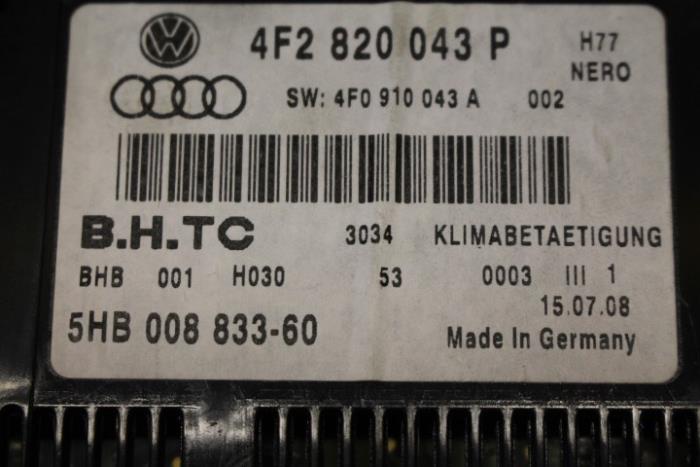 4F2 820 043 P H77
NERO
SW: 4F0 910 043 A 002
B.H.TC 3034 KLIMABETAETIGUNG
BHB 001 H030 53 0003 III 1
15.07.08
5HB 008 833-60 Made In Germany